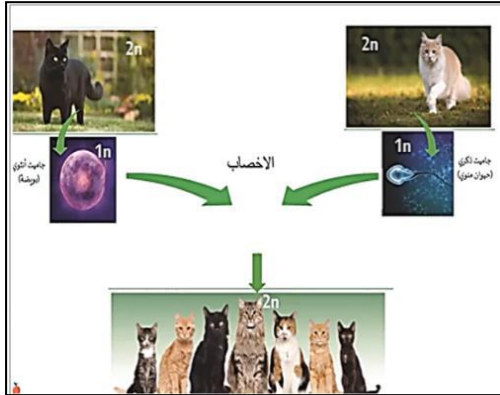 2n
2n
1n
جاميت أنثوي
(بويضة)
الاخصاب
1n
جاميت ذكري
(حيوان منوي)
2n